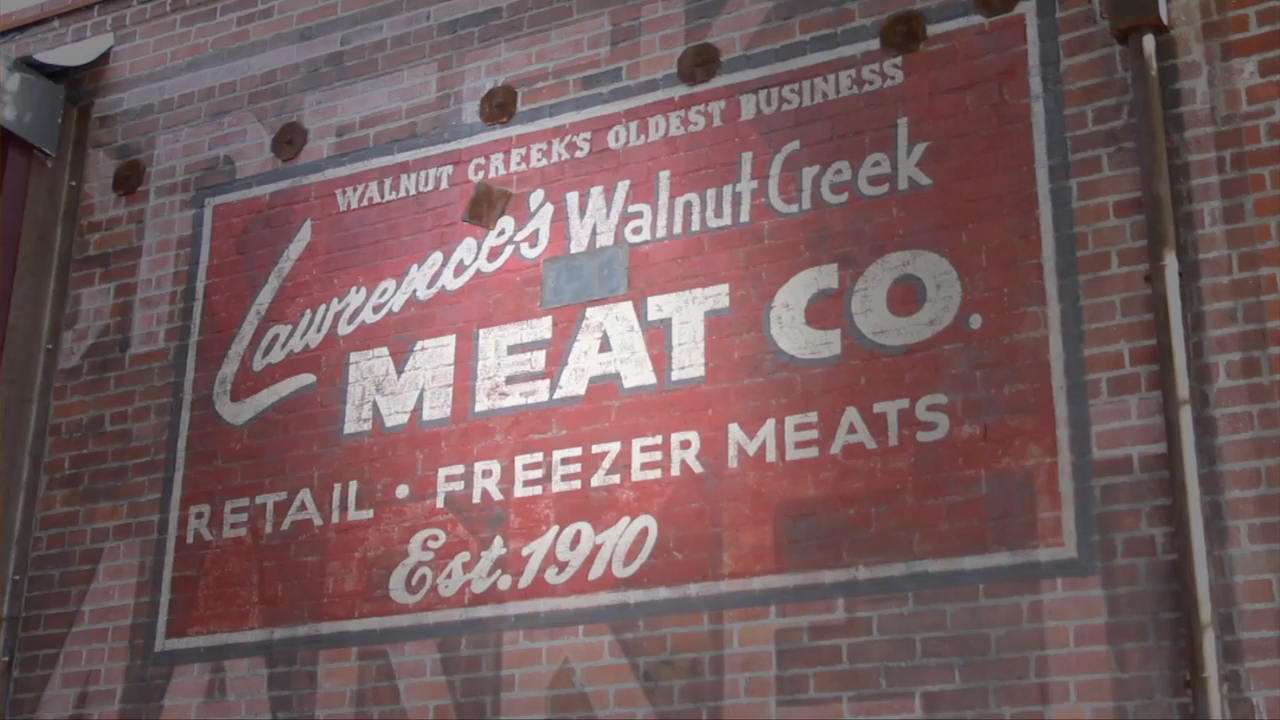 WALNUT CREEK'S OLDEST BUSINESS
Lawrence's Walnut Creek
MEAT CO.
RETAIL • FREEZER MEATS
Est. 1910